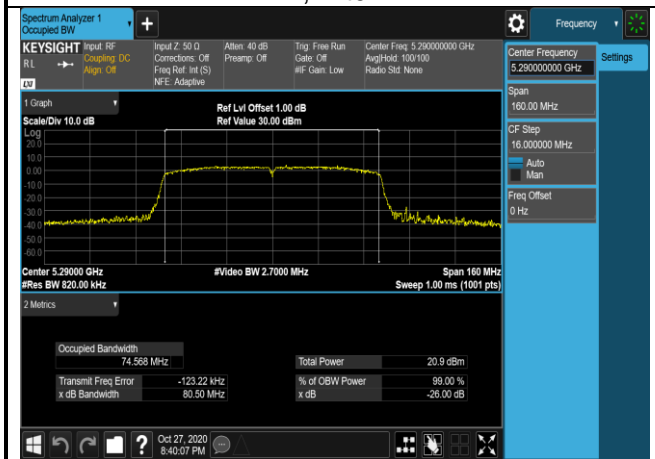 Spectrum Analyzer 1
Occupied BW
Frequency
KEYSIGHT
Input: RF
Coupling: DC
Align: Off
Input Z: 50 Ω
Corrections: Off
Freq Ref: Int (S)
NFE: Adaptive
Atten: 40 dB
Preamp: Off
Trig: Free Run
Gate: Off
#IF Gain: Low
Center Freq: 5.290000000 GHz
Avg|Hold: 100/100
Radio Std: None
RL
LXI
Center Frequency
5.290000000 GHz
Settings
Span
160.00 MHz
CF Step
16.000000 MHz
Auto
Man
Freq Offset
0 Hz
1 Graph
Scale/Div 10.0 dB
Ref Lvl Offset 1.00 dB
Ref Value 30.00 dBm
Log
20.0
10.0
0.00
-10.0
-20.0
-30.0
-40.0
-50.0
-60.0
Center 5.29000 GHz
#Video BW 2.7000 MHz
Span 160 MHz
#Res BW 820.00 kHz
Sweep 1.00 ms (1001 pts)
2 Metrics
Occupied Bandwidth
74.568 MHz
Total Power 20.9 dBm
Transmit Freq Error -123.22 kHz
% of OBW Power 99.00 %
x dB Bandwidth 80.50 MHz
x dB -26.00 dB
?
Oct 27, 2020
8:40:07 PM